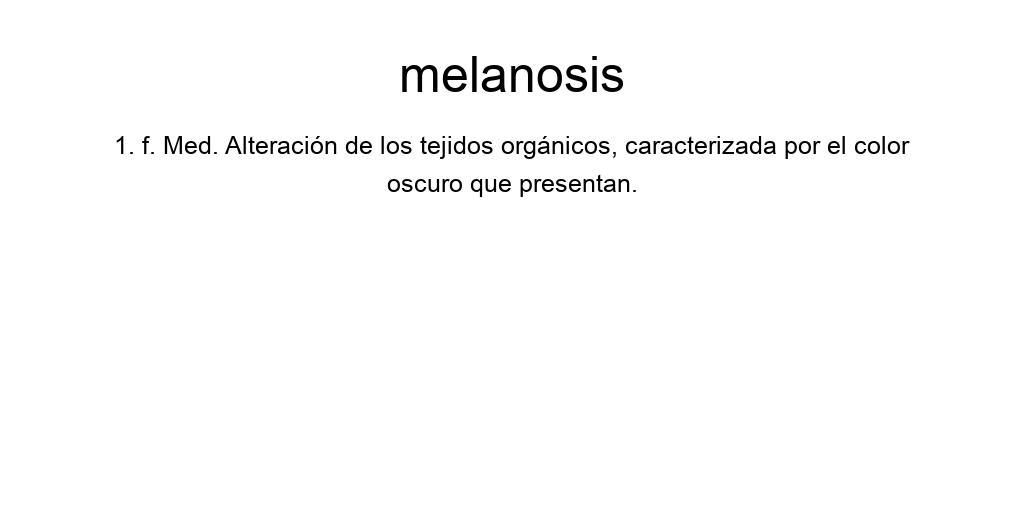 melanosis
1. f. Med. Alteración de los tejidos orgánicos, caracterizada por el color
oscuro que presentan.